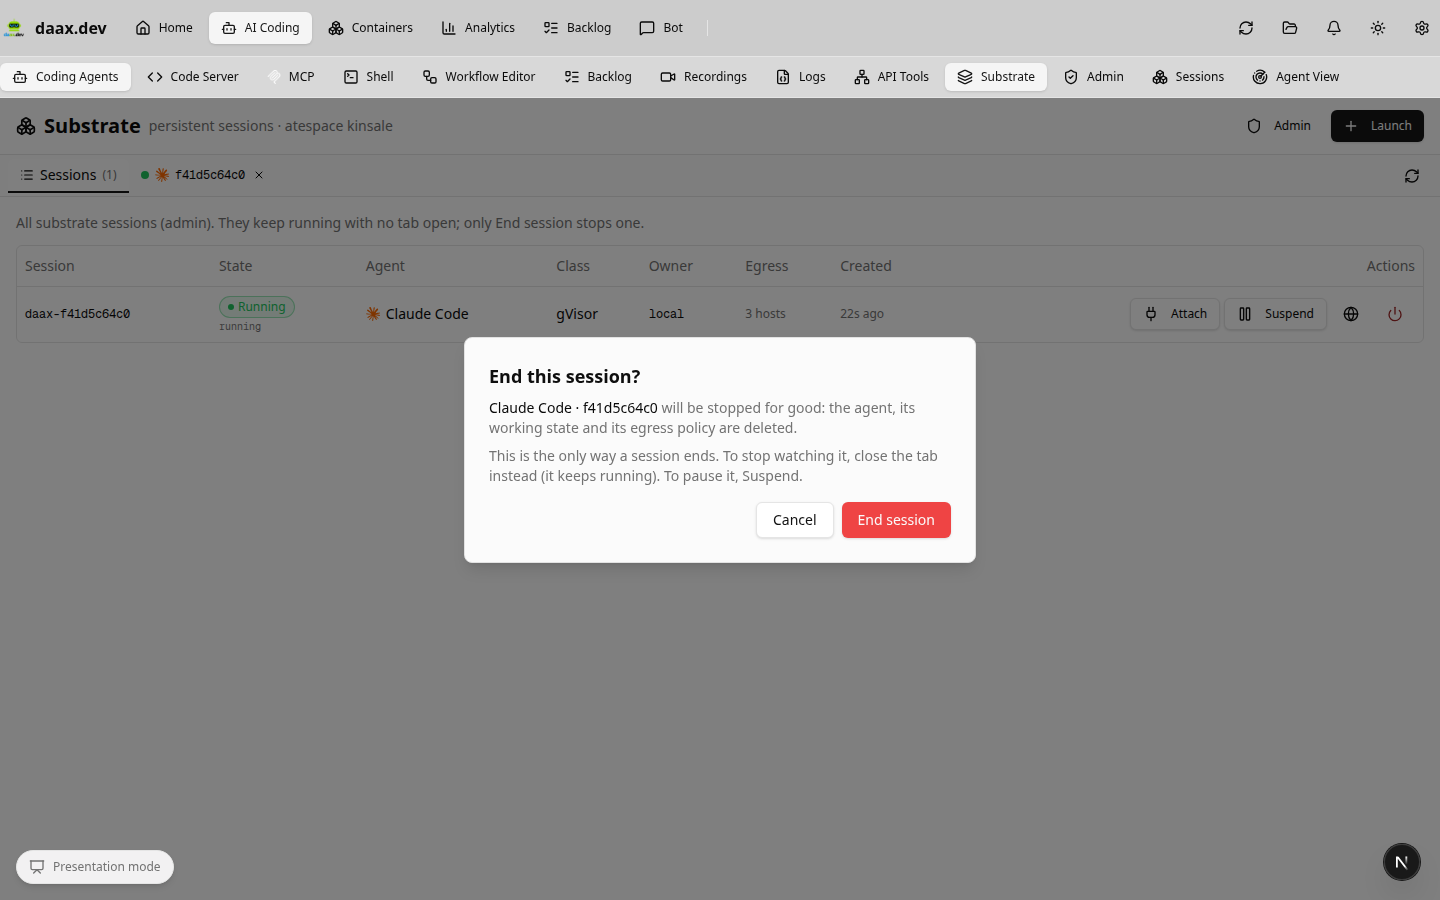 daax.dev Home AI Coding Containers Analytics Backlog Bot
Coding Agents Code Server MCP Shell Workflow Editor Backlog Recordings Logs API Tools Substrate Admin Sessions Agent View
Substrate persistent sessions · atespace kinsale Admin Launch
Sessions (1) f41d5c64c0
All substrate sessions (admin). They keep running with no tab open; only End session stops one.
Session State Agent Class Owner Egress Created Actions
daax-f41d5c64c0 Running Claude Code gVisor local 3 hosts 22s ago Attach Suspend
running
End this session?
Claude Code · f41d5c64c0 will be stopped for good: the agent, its
working state and its egress policy are deleted.
This is the only way a session ends. To stop watching it, close the tab
instead (it keeps running). To pause it, Suspend.
Cancel End session
Presentation mode
N